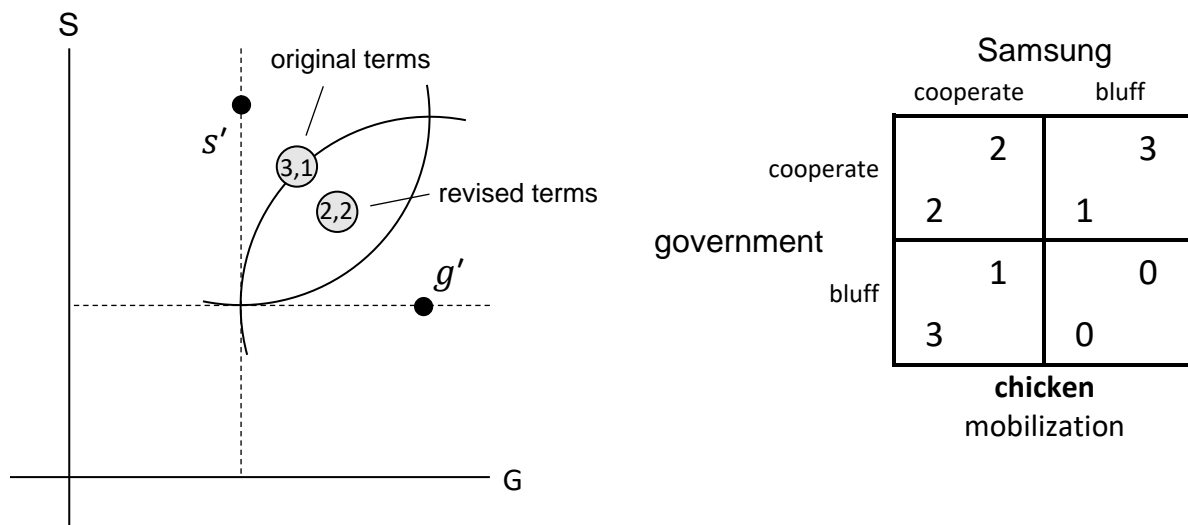 S
original terms
s′
3,1
2,2
revised terms
g′
G
Samsung
cooperate bluff
cooperate
2 3
2 1
government
bluff
1 0
3 0
chicken
mobilization